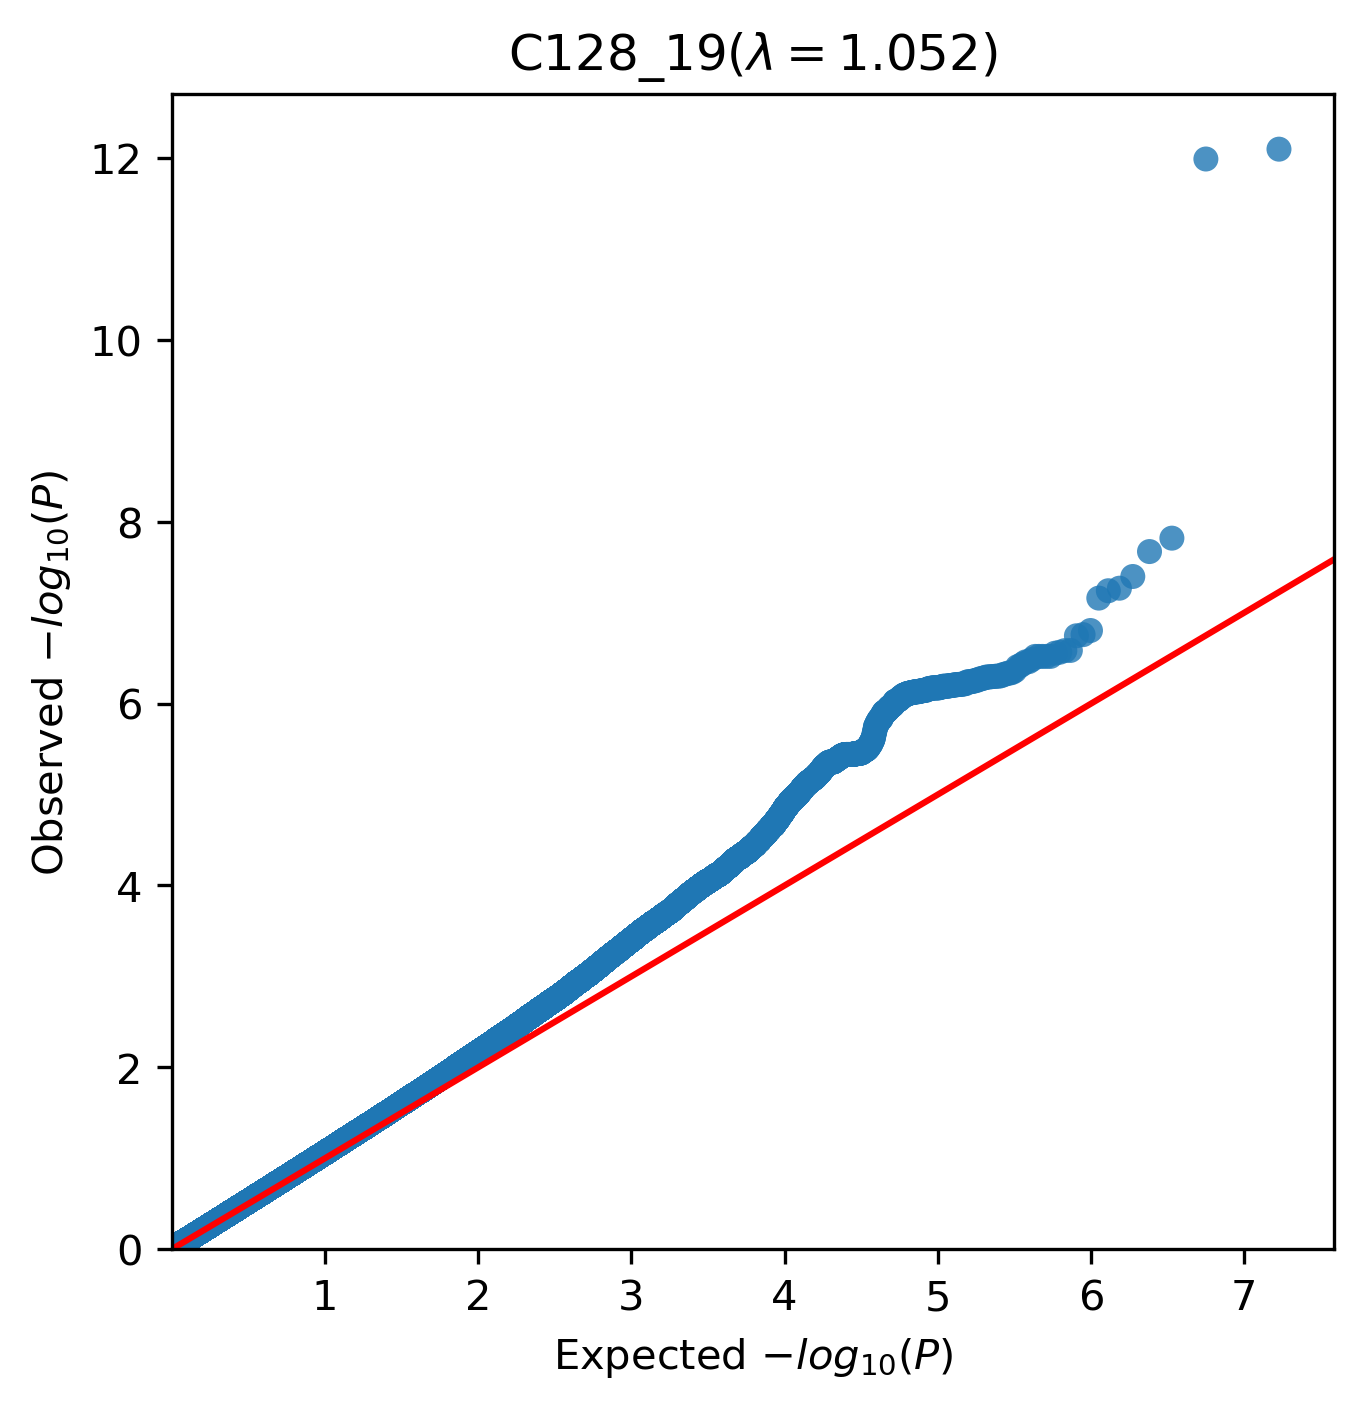 C128_19(λ = 1.052)
12
10
8
6
4
2
0
Observed −log₁₀(P)
1 2 3 4 5 6 7
Expected −log₁₀(P)